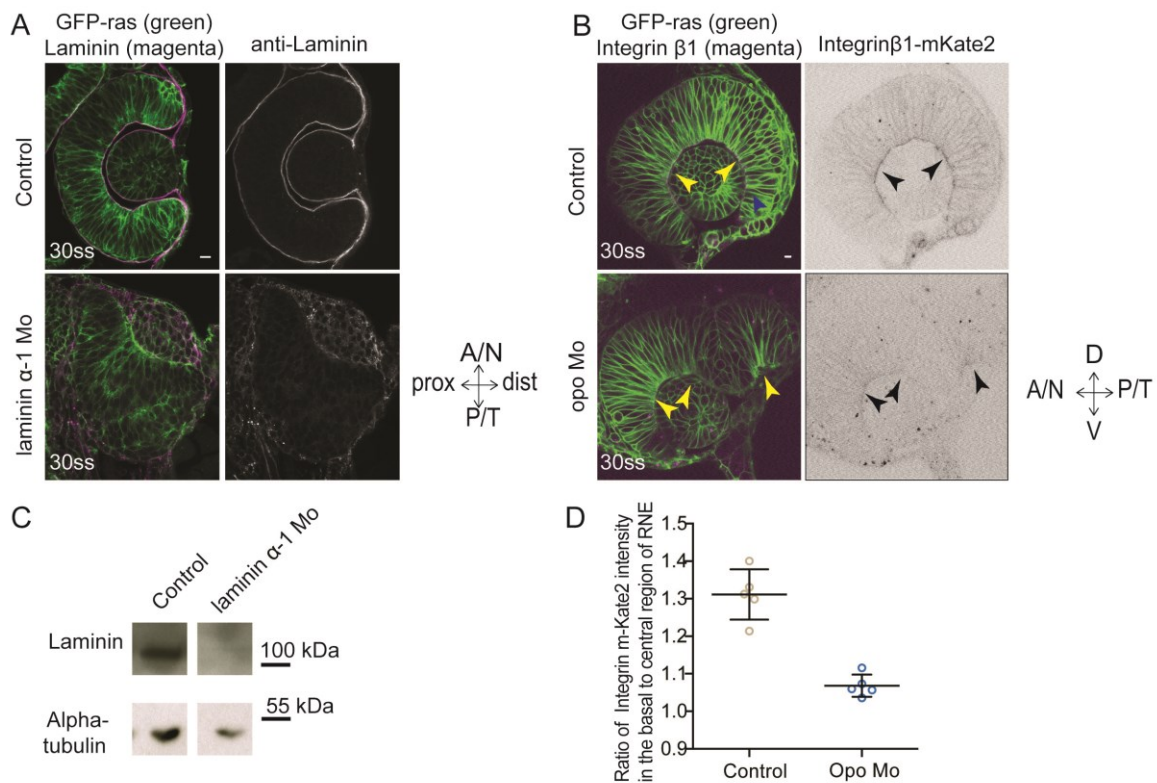 A
GFP-ras (green)
Laminin (magenta)
anti-Laminin
Control
30ss
laminin α-1 Mo
30ss
A/N
prox
dist
P/T
B
GFP-ras (green)
Integrin β1 (magenta)
Integrinβ1-mKate2
Control
30ss
opo Mo
30ss
D
A/N
P/T
V
C
Control
laminin α-1 Mo
Laminin
100 kDa
55 kDa
Alpha-
tubulin
D
Ratio of Integrin m-Kate2 intensity
in the basal to central region of RNE
1.5
1.4
1.3
1.2
1.1
1.0
0.9
Control
Opo Mo